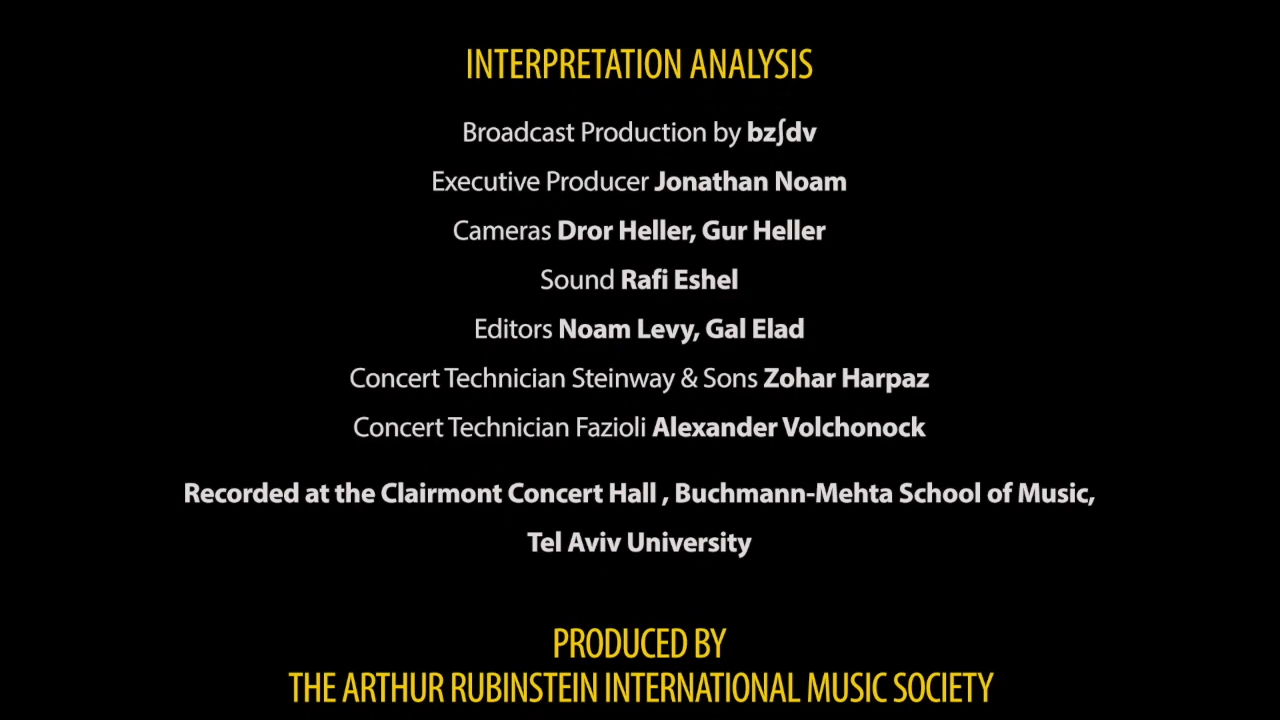 INTERPRETATION ANALYSIS
Broadcast Production by bz∫dv
Executive Producer Jonathan Noam
Cameras Dror Heller, Gur Heller
Sound Rafi Eshel
Editors Noam Levy, Gal Elad
Concert Technician Steinway & Sons Zohar Harpaz
Concert Technician Fazioli Alexander Volchonock
Recorded at the Clairmont Concert Hall , Buchmann-Mehta School of Music,
Tel Aviv University
PRODUCED BY
THE ARTHUR RUBINSTEIN INTERNATIONAL MUSIC SOCIETY